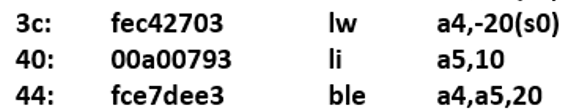 3c: fec42703 lw a4,-20(s0)
40: 00a00793 li a5,10
44: fce7dee3 ble a4,a5,20